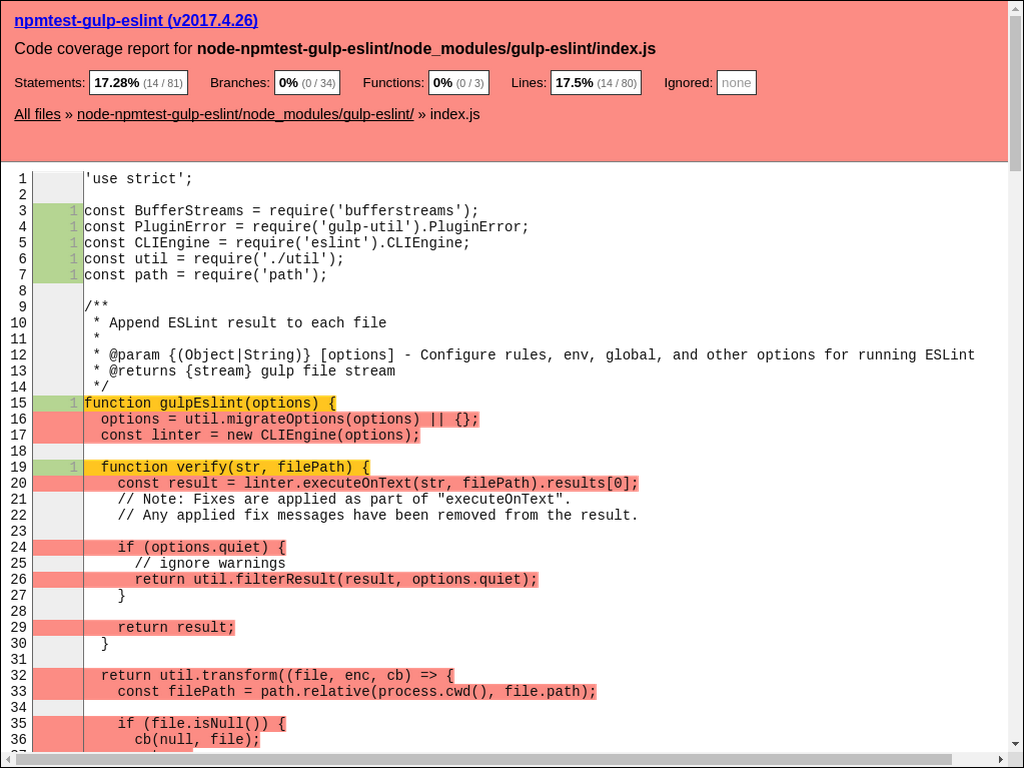 npmtest-gulp-eslint (v2017.4.26)
Code coverage report for node-npmtest-gulp-eslint/node_modules/gulp-eslint/index.js
Statements: 17.28% (14 / 81) Branches: 0% (0 / 34) Functions: 0% (0 / 3) Lines: 17.5% (14 / 80) Ignored: none
All files » node-npmtest-gulp-eslint/node_modules/gulp-eslint/ » index.js
1 'use strict';
2
3 1 const BufferStreams = require('bufferstreams');
4 1 const PluginError = require('gulp-util').PluginError;
5 1 const CLIEngine = require('eslint').CLIEngine;
6 1 const util = require('./util');
7 1 const path = require('path');
8
9 /**
10 * Append ESLint result to each file
11 *
12 * @param {(Object|String)} [options] - Configure rules, env, global, and other options for running ESLint
13 * @returns {stream} gulp file stream
14 */
15 1 function gulpEslint(options) {
16 options = util.migrateOptions(options) || {};
17 const linter = new CLIEngine(options);
18
19 1 function verify(str, filePath) {
20 const result = linter.executeOnText(str, filePath).results[0];
21 // Note: Fixes are applied as part of "executeOnText".
22 // Any applied fix messages have been removed from the result.
23
24 if (options.quiet) {
25 // ignore warnings
26 return util.filterResult(result, options.quiet);
27 }
28
29 return result;
30 }
31
32 return util.transform((file, enc, cb) => {
33 const filePath = path.relative(process.cwd(), file.path);
34
35 if (file.isNull()) {
36 cb(null, file);